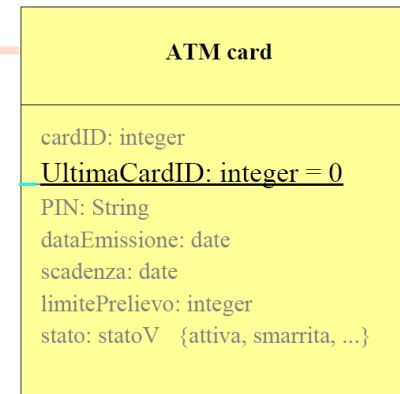 ATM card
cardID: integer
UltimaCardID: integer = 0
PIN: String
dataEmissione: date
scadenza: date
limitePrelievo: integer
stato: statoV {attiva, smarrita, ...}